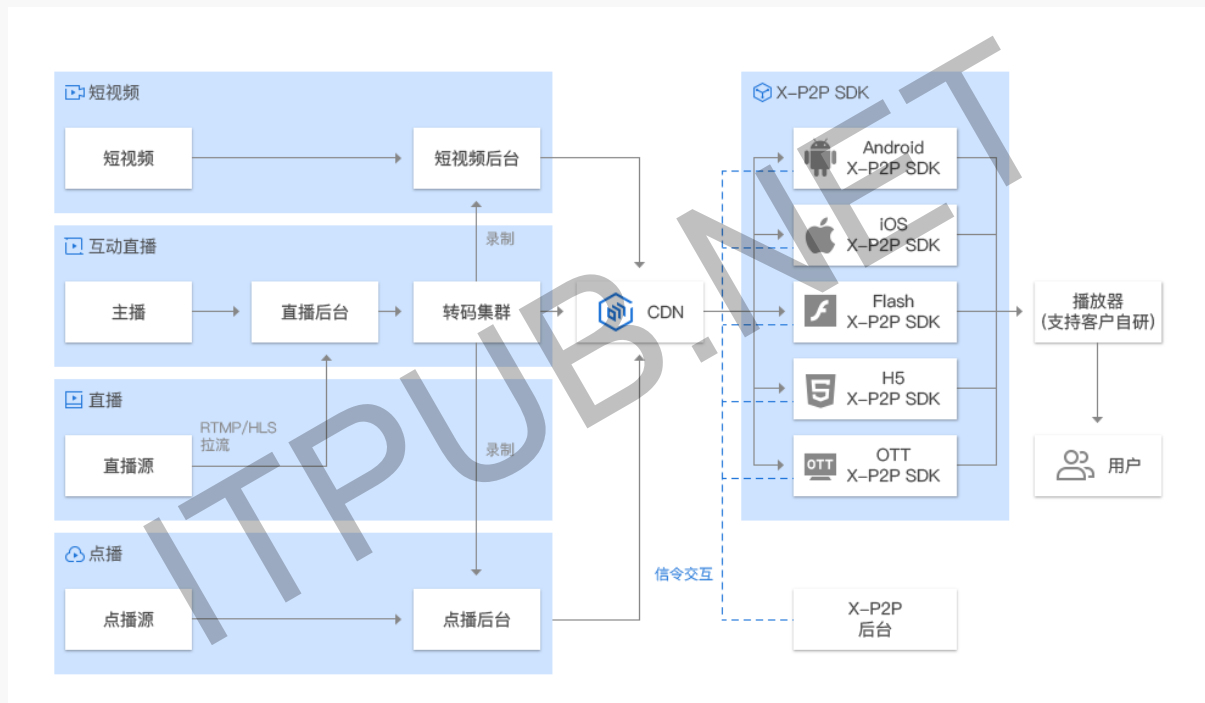 短视频
短视频
短视频后台
录制
互动直播
主播
直播后台
转码集群
CDN
直播
RTMP/HLS
拉流
直播源
录制
点播
点播源
点播后台
X-P2P SDK
Android
X-P2P SDK
iOS
X-P2P SDK
Flash
X-P2P SDK
H5
X-P2P SDK
OTT
OTT
X-P2P SDK
信令交互
X-P2P
后台
播放器
(支持客户自研)
用户
ITPUB.NET